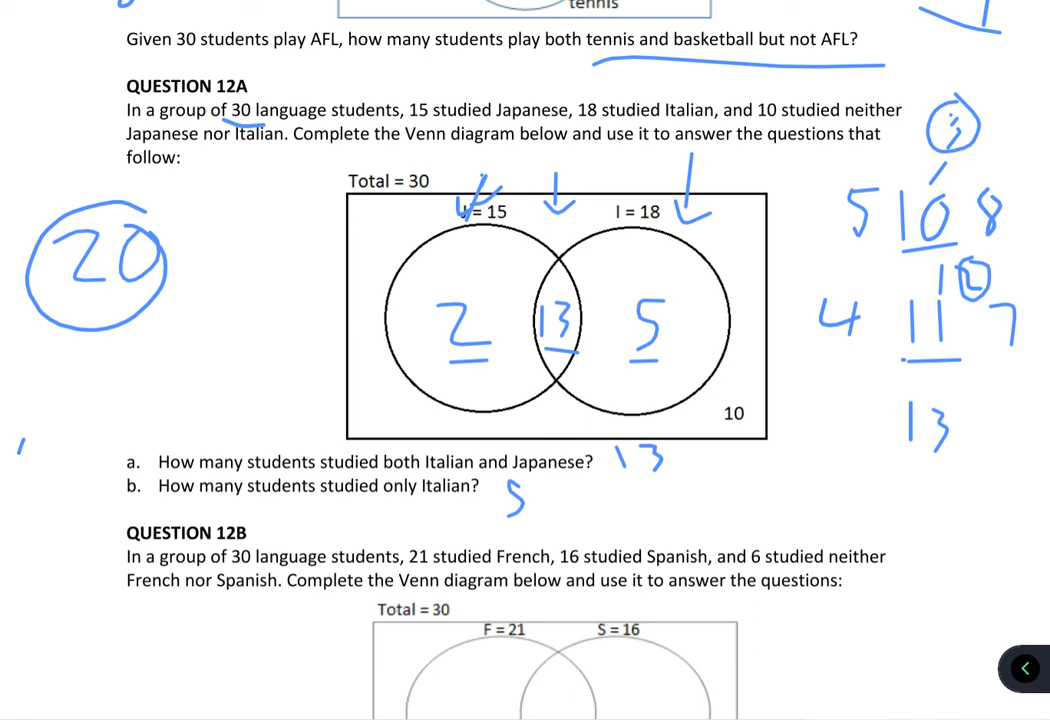 tennis
Given 30 students play AFL, how many students play both tennis and basketball but not AFL?
QUESTION 12A
In a group of 30 language students, 15 studied Japanese, 18 studied Italian, and 10 studied neither
Japanese nor Italian. Complete the Venn diagram below and use it to answer the questions that
follow:
Total = 30
= 15 I = 18
20
5 10 8
10
4 11 7
13
2 13 5
10
a. How many students studied both Italian and Japanese? 13
b. How many students studied only Italian? 5
QUESTION 12B
In a group of 30 language students, 21 studied French, 16 studied Spanish, and 6 studied neither
French nor Spanish. Complete the Venn diagram below and use it to answer the questions:
Total = 30
F = 21 S = 16